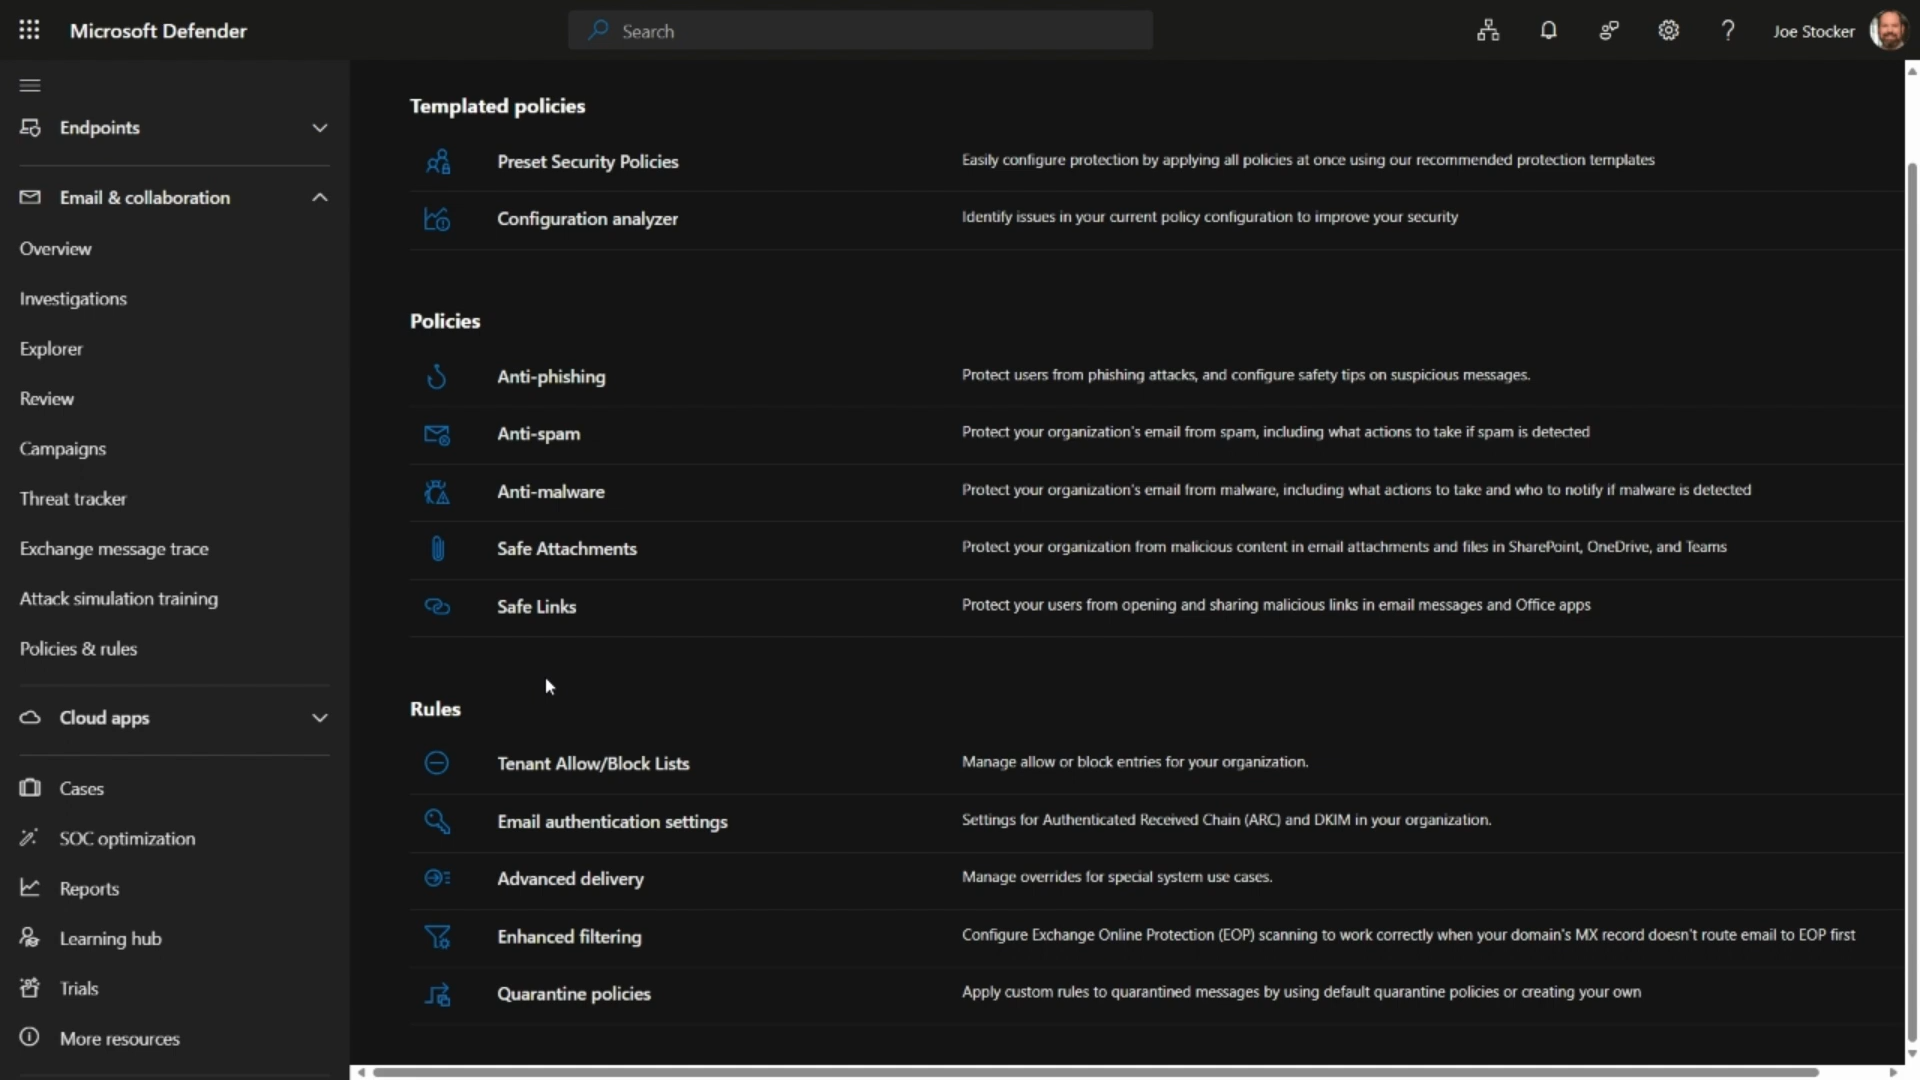 Microsoft Defender
Search
Joe Stocker
Endpoints
Email & collaboration
Overview
Investigations
Explorer
Review
Campaigns
Threat tracker
Exchange message trace
Attack simulation training
Policies & rules
Cloud apps
Cases
SOC optimization
Reports
Learning hub
Trials
More resources
Templated policies
Preset Security Policies
Easily configure protection by applying all policies at once using our recommended protection templates
Configuration analyzer
Identify issues in your current policy configuration to improve your security
Policies
Anti-phishing
Protect users from phishing attacks, and configure safety tips on suspicious messages.
Anti-spam
Protect your organization's email from spam, including what actions to take if spam is detected
Anti-malware
Protect your organization's email from malware, including what actions to take and who to notify if malware is detected
Safe Attachments
Protect your organization from malicious content in email attachments and files in SharePoint, OneDrive, and Teams
Safe Links
Protect your users from opening and sharing malicious links in email messages and Office apps
Rules
Tenant Allow/Block Lists
Manage allow or block entries for your organization.
Email authentication settings
Settings for Authenticated Received Chain (ARC) and DKIM in your organization.
Advanced delivery
Manage overrides for special system use cases.
Enhanced filtering
Configure Exchange Online Protection (EOP) scanning to work correctly when your domain's MX record doesn't route email to EOP first
Quarantine policies
Apply custom rules to quarantined messages by using default quarantine policies or creating your own